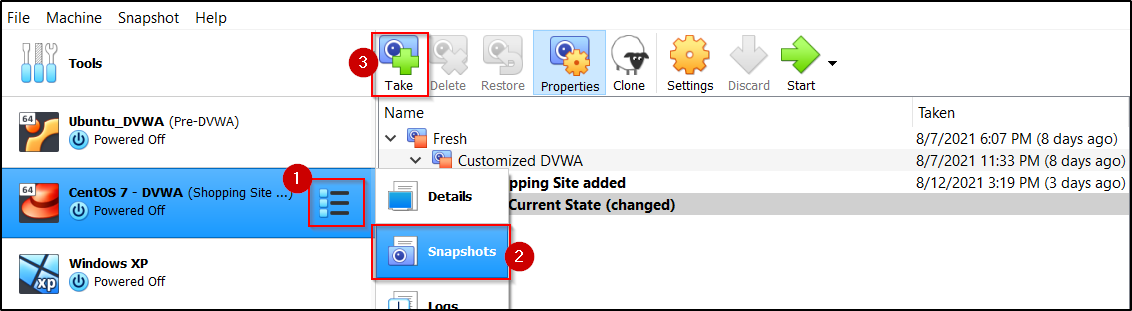 File Machine Snapshot Help
Tools
3
Take Delete Restore Properties Clone Settings Discard Start
Name Taken
64
Ubuntu_DVWA (Pre-DVWA)
Powered Off
Fresh 8/7/2021 6:07 PM (8 days ago)
Customized DVWA 8/7/2021 11:33 PM (8 days ago)
1
64
CentOS 7 - DVWA (Shopping Site ...)
Powered Off
Details
pping Site added 8/12/2021 3:19 PM (3 days ago)
Current State (changed)
Snapshots
2
xp
Windows XP
Powered Off
Logs